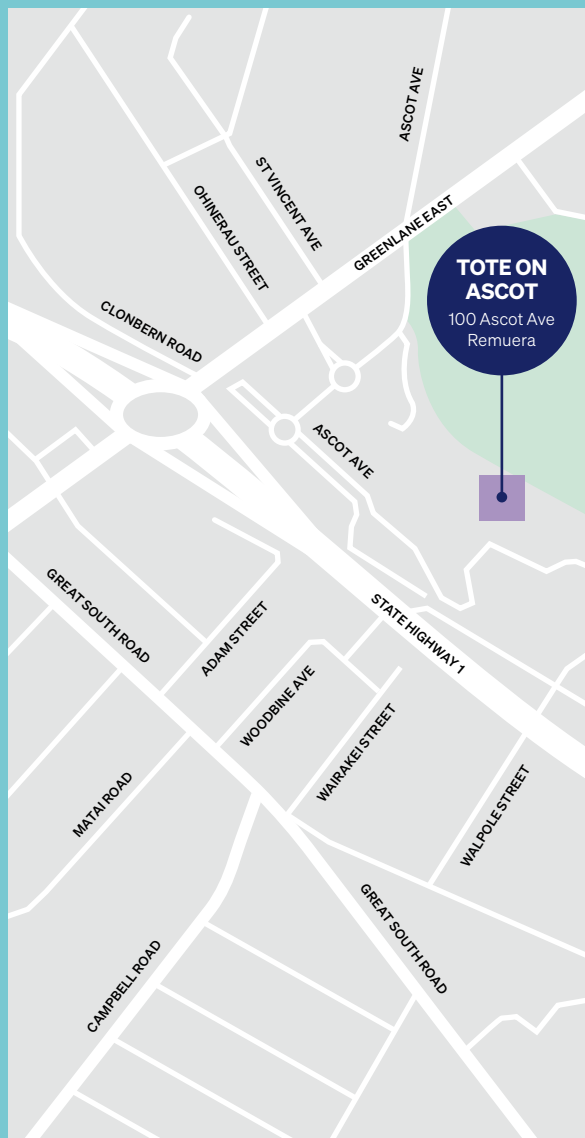 ASCOT AVE
ST VINCENT AVE
OHINERAU STREET
GREENLANE EAST
TOTE ON
ASCOT
100 Ascot Ave
Remuera
CLONBERN ROAD
ASCOT AVE
GREAT SOUTH ROAD
ADAM STREET
STATE HIGHWAY 1
WOODBINE AVE
WAIRAKEI STREET
MATAI ROAD
WALPOLE STREET
GREAT SOUTH ROAD
CAMPBELL ROAD